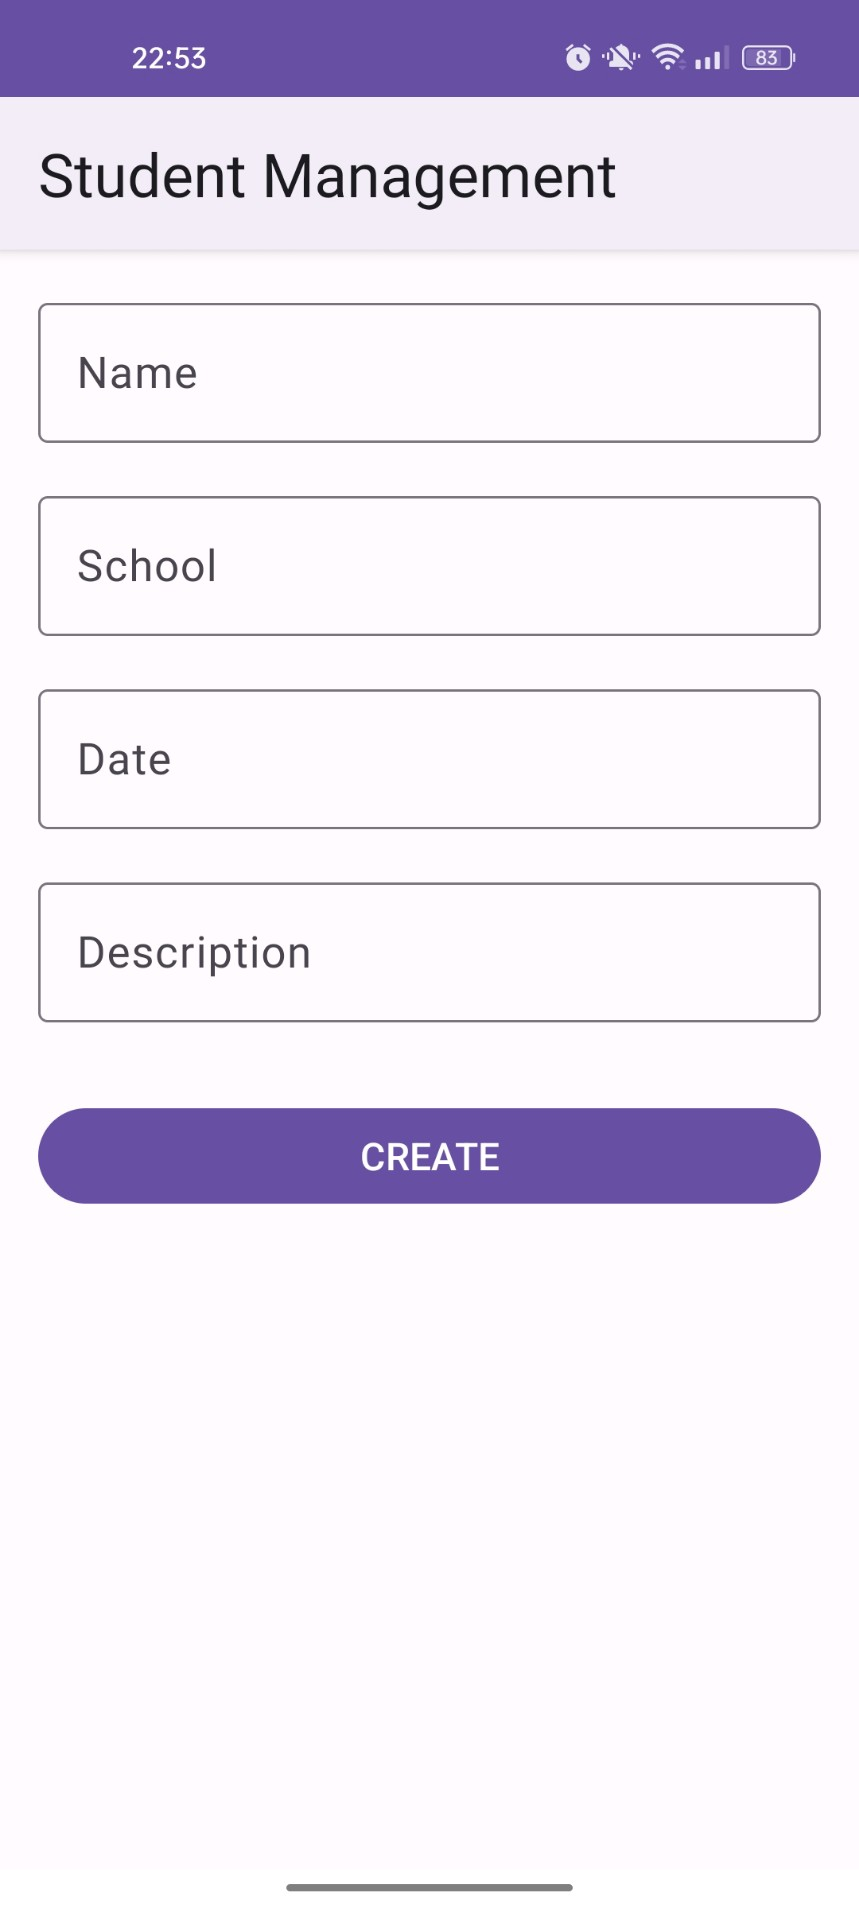 22:53
83
Student Management
Name
School
Date
Description
CREATE